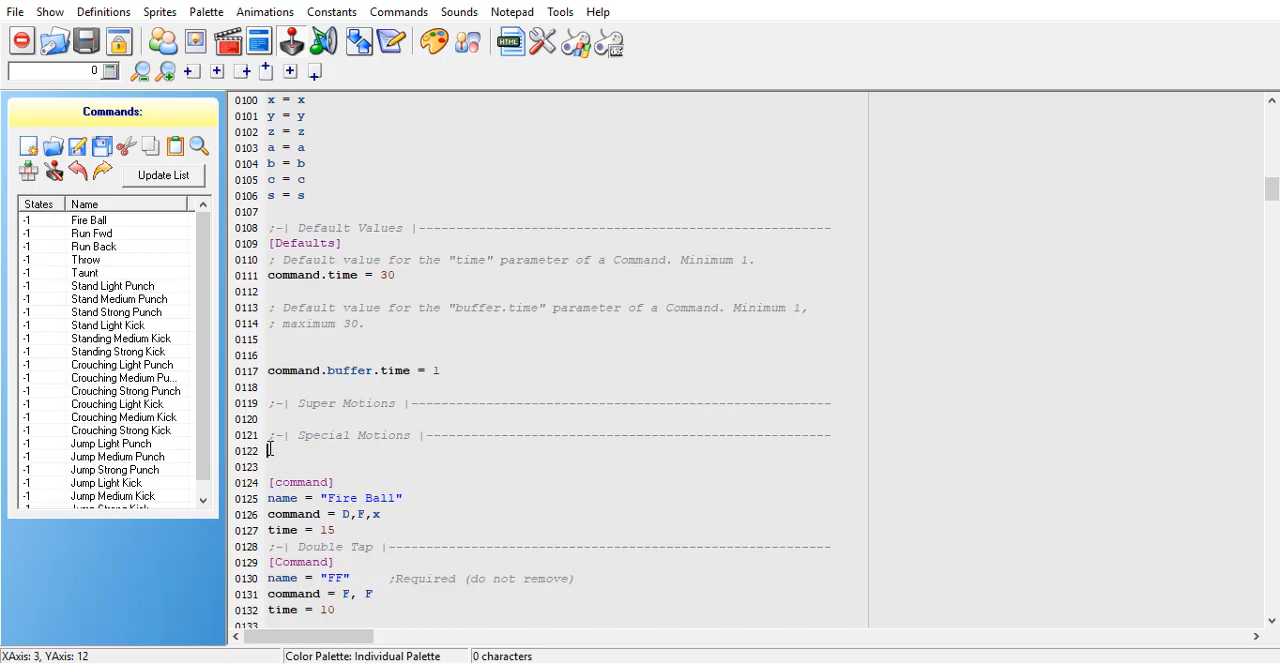 File Show Definitions Sprites Palette Animations Constants Commands Sounds Notepad Tools Help
HTML
0
Commands:
Update List
States Name
-1 Fire Ball
-1 Run Fwd
-1 Run Back
-1 Throw
-1 Taunt
-1 Stand Light Punch
-1 Stand Medium Punch
-1 Stand Strong Punch
-1 Stand Light Kick
-1 Standing Medium Kick
-1 Standing Strong Kick
-1 Crouching Light Punch
-1 Crouching Medium Pu...
-1 Crouching Strong Punch
-1 Crouching Light Kick
-1 Crouching Medium Kick
-1 Crouching Strong Kick
-1 Jump Light Punch
-1 Jump Medium Punch
-1 Jump Strong Punch
-1 Jump Light Kick
-1 Jump Medium Kick
-1 Jump Strong Kick
0100 x = x
0101 y = y
0102 z = z
0103 a = a
0104 b = b
0105 c = c
0106 s = s
0107
0108 ;-| Default Values |-------------------------------------------------------
0109 [Defaults]
0110 ; Default value for the "time" parameter of a Command. Minimum 1.
0111 command.time = 30
0112
0113 ; Default value for the "buffer.time" parameter of a Command. Minimum 1,
0114 ; maximum 30.
0115
0116
0117 command.buffer.time = 1
0118
0119 ;-| Super Motions |--------------------------------------------------------
0120
0121 ;-| Special Motions |------------------------------------------------------
0122
0123
0124 [command]
0125 name = "Fire Ball"
0126 command = D,F,x
0127 time = 15
0128 ;-| Double Tap |-----------------------------------------------------------
0129 [Command]
0130 name = "FF" ;Required (do not remove)
0131 command = F, F
0132 time = 10
0133
XAxis: 3, YAxis: 12 Color Palette: Individual Palette 0 characters